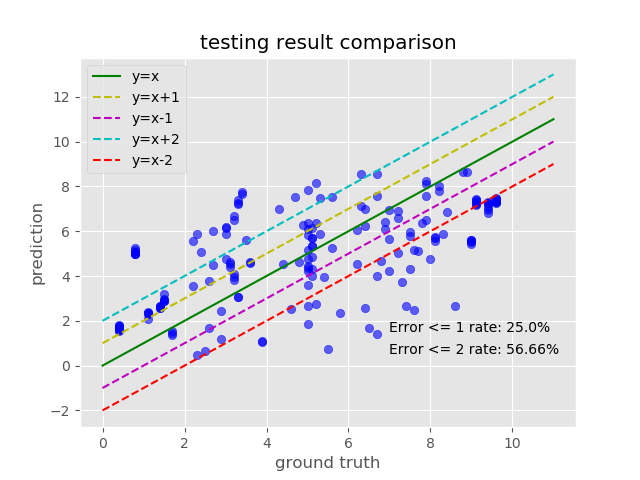 testing result comparison
y=x
y=x+1
y=x-1
y=x+2
y=x-2
12
10
8
6
4
2
0
−2
prediction
Error <= 1 rate: 25.0%
Error <= 2 rate: 56.66%
0 2 4 6 8 10
ground truth